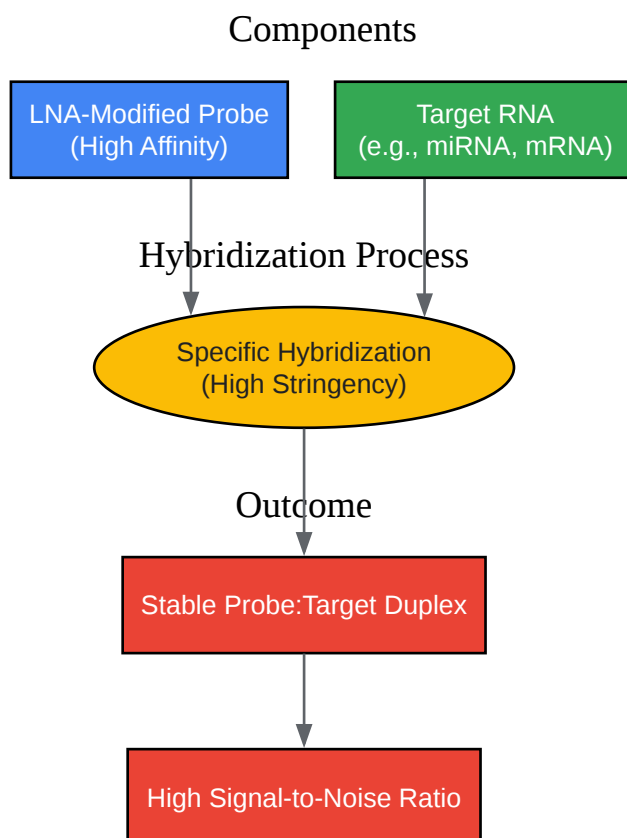 Components
LNA-Modified Probe
(High Affinity)
Target RNA
(e.g., miRNA, mRNA)
Hybridization Process
Specific Hybridization
(High Stringency)
Outcome
Stable Probe:Target Duplex
High Signal-to-Noise Ratio